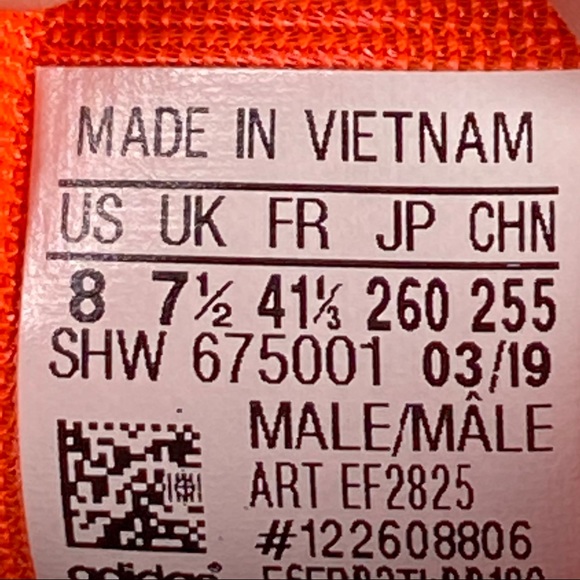 MADE IN VIETNAM
US UK FR JP CHN
8 7½ 41⅓ 260 255
SHW 675001 03/19
MALE/MÂLE
ART EF2825
#122608806
adidas